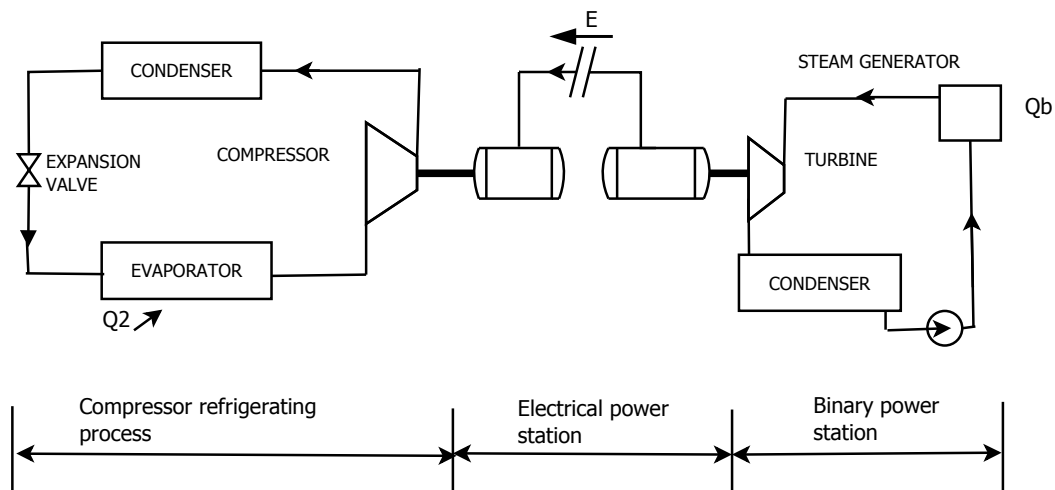 E
CONDENSER
STEAM GENERATOR
Qb
COMPRESSOR
TURBINE
EXPANSION
VALVE
EVAPORATOR
CONDENSER
Q2
Compressor refrigerating
process
Electrical power
station
Binary power
station